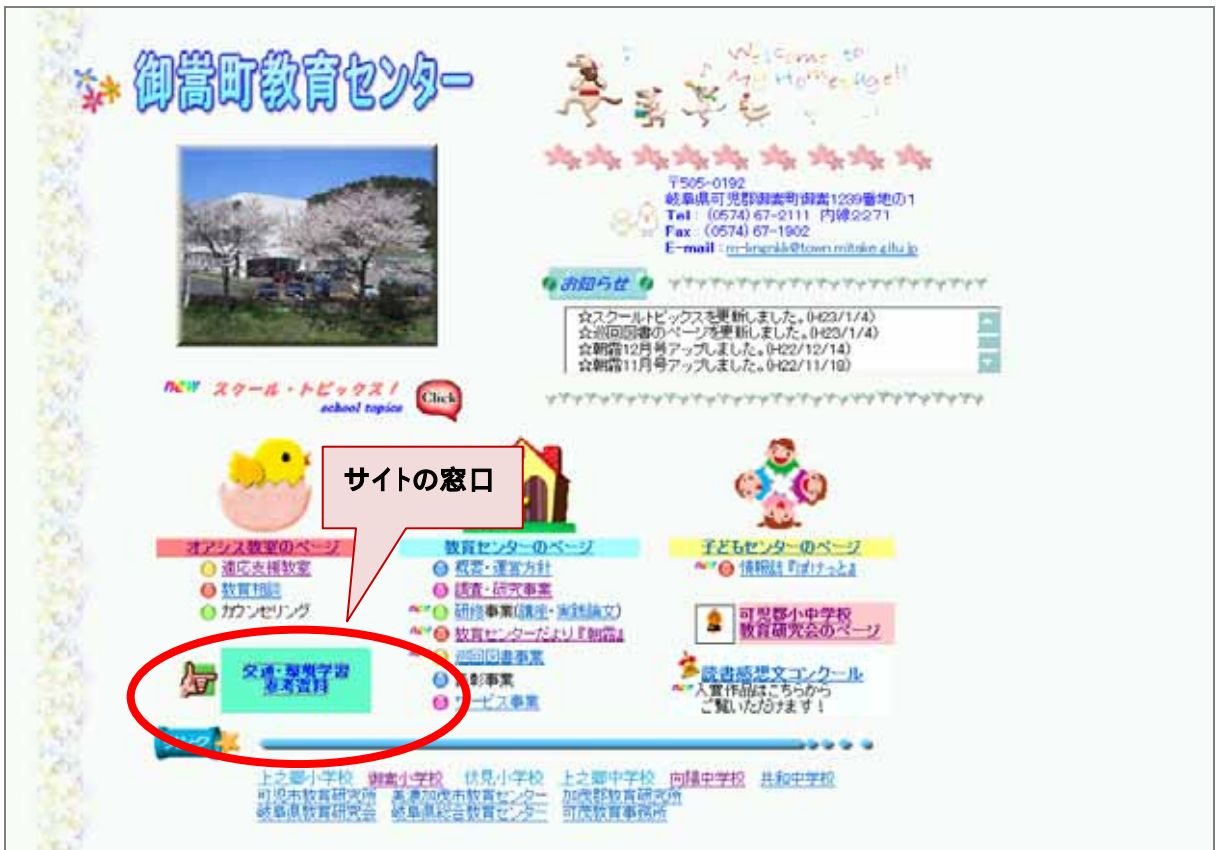 御嵩町教育センター
Welcome to
My Homepage!!
〒505-0192
岐阜県可児郡御嵩町御嵩1239番地の1
Tel : (0574) 67-2111 内線2271
Fax : (0574) 67-1902
E-mail :
お知らせ
☆スクールトピックスを更新しました。(H23/1/4)
☆巡回図書のページを更新しました。(H23/1/4)
☆朝霧12月号アップしました。(H22/12/14)
☆朝霧11月号アップしました。(H22/11/18)
new スクール・トピックス!
school topics
Click
サイトの窓口
オアシス教室のページ
適応支援教室
教育相談
カウンセリング
教育センターのページ
概要・運営方針
調査・研究事業
new 研修事業(講座・実践論文)
new 教育センターだより『朝霧』
巡回図書事業
表彰事業
サービス事業
子どもセンターのページ
new 情報誌『ぽけっと』
可児郡小中学校
教育研究会のページ
読書感想文コンクール
new 入賞作品はこちらから
ご覧いただけます!
交通・環境学習
参考資料
リンク
上之郷小学校 御嵩小学校 伏見小学校 上之郷中学校 向陽中学校 共和中学校
可児市教育研究所 美濃加茂市教育センター 加茂郡教育研究所
岐阜県教育研究会 岐阜県総合教育センター 可茂教育事務所